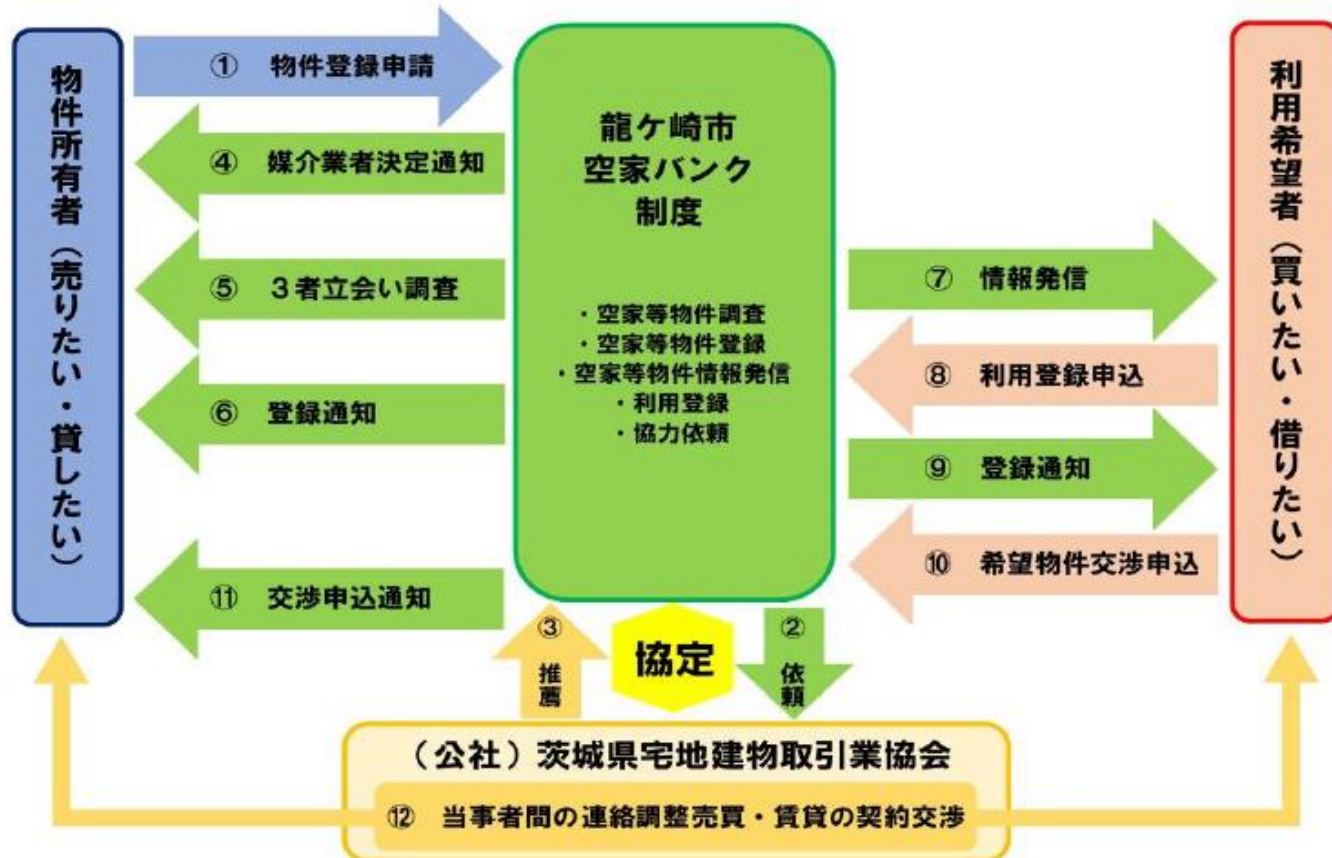 物件所有者（売りたい・貸したい）
① 物件登録申請
④ 媒介業者決定通知
⑤ ３者立会い調査
⑥ 登録通知
⑪ 交渉申込通知
龍ケ崎市
空家バンク
制度
・空家等物件調査
・空家等物件登録
・空家等物件情報発信
・利用登録
・協力依頼
⑦ 情報発信
⑧ 利用登録申込
⑨ 登録通知
⑩ 希望物件交渉申込
利用希望者（買いたい・借りたい）
③ 推薦
協定
② 依頼
（公社）茨城県宅地建物取引業協会
⑫ 当事者間の連絡調整売買・賃貸の契約交渉